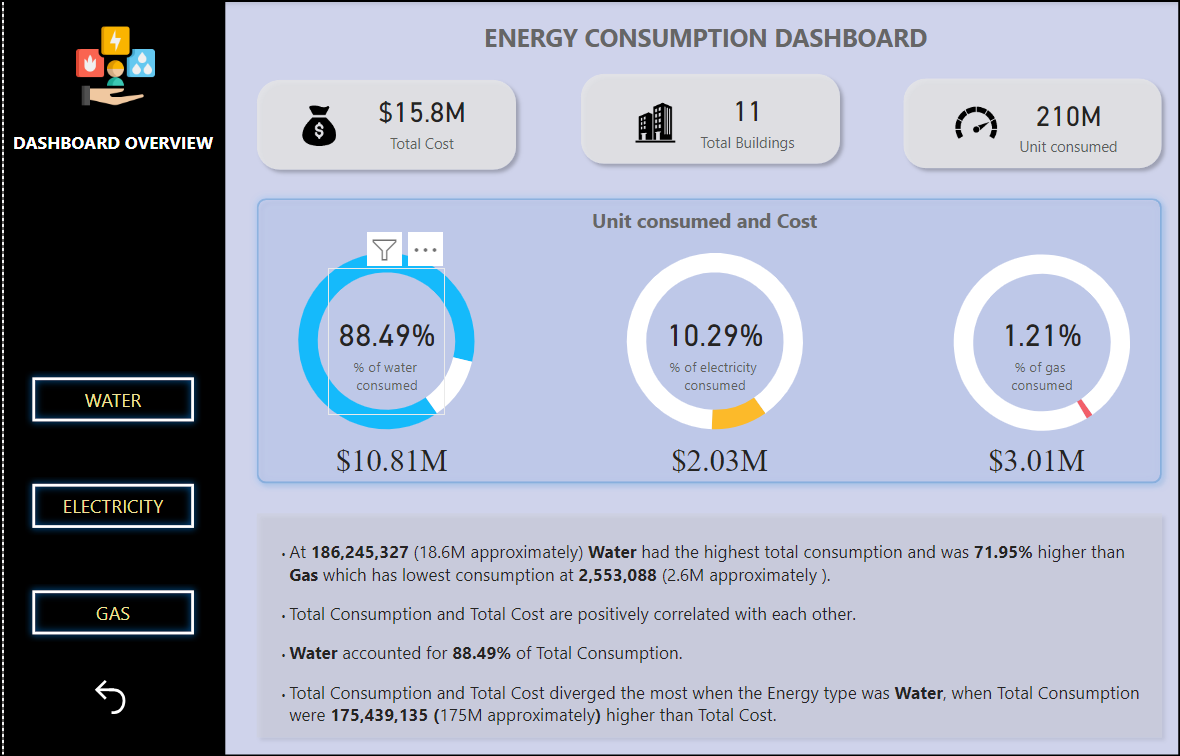 ENERGY CONSUMPTION DASHBOARD
DASHBOARD OVERVIEW
$15.8M
Total Cost
11
Total Buildings
210M
Unit consumed
Unit consumed and Cost
88.49%
% of water
consumed
$10.81M
10.29%
% of electricity
consumed
$2.03M
1.21%
% of gas
consumed
$3.01M
WATER
ELECTRICITY
GAS
· At 186,245,327 (18.6M approximately) Water had the highest total consumption and was 71.95% higher than
Gas which has lowest consumption at 2,553,088 (2.6M approximately ).
· Total Consumption and Total Cost are positively correlated with each other.
· Water accounted for 88.49% of Total Consumption.
· Total Consumption and Total Cost diverged the most when the Energy type was Water, when Total Consumption
were 175,439,135 (175M approximately) higher than Total Cost.